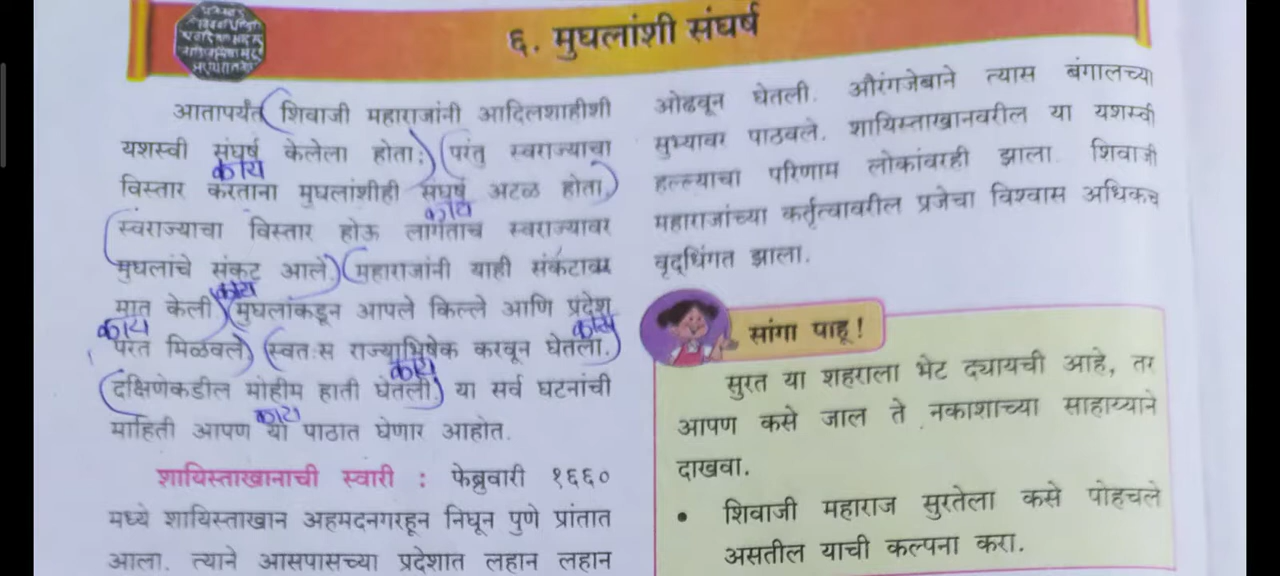 ६. मुघलांशी संघर्ष
आतापर्यंत (शिवाजी महाराजांनी आदिलशाहीशी
यशस्वी संघर्ष केलेला होता;) (परंतु स्वराज्याचा
काय
विस्तार करताना मुघलांशीही संघर्ष अटळ होता.)
काय
(स्वराज्याचा विस्तार होऊ लागताच स्वराज्यावर
मुघलांचे संकट आले.) (महाराजांनी याही संकटावर
काय
मात केली) (मुघलांकडून आपले किल्ले आणि प्रदेश
काय काय
परत मिळवले.) (स्वतःस राज्याभिषेक करवून घेतला.)
काय
(दक्षिणेकडील मोहीम हाती घेतली.) या सर्व घटनांची
काय
माहिती आपण या पाठात घेणार आहोत.
शायिस्ताखानाची स्वारी : फेब्रुवारी १६६०
मध्ये शायिस्ताखान अहमदनगरहून निघून पुणे प्रांतात
आला. त्याने आसपासच्या प्रदेशात लहान लहान
ओढवून घेतली. औरंगजेबाने त्यास बंगालच्या
सुभ्यावर पाठवले. शायिस्ताखानवरील या यशस्वी
हल्ल्याचा परिणाम लोकांवरही झाला. शिवाजी
महाराजांच्या कर्तृत्वावरील प्रजेचा विश्वास अधिकच
वृद्धिंगत झाला.
सांगा पाहू !
सुरत या शहराला भेट द्यायची आहे, तर
आपण कसे जाल ते नकाशाच्या साहाय्याने
दाखवा.
• शिवाजी महाराज सुरतेला कसे पोहचले
असतील याची कल्पना करा.